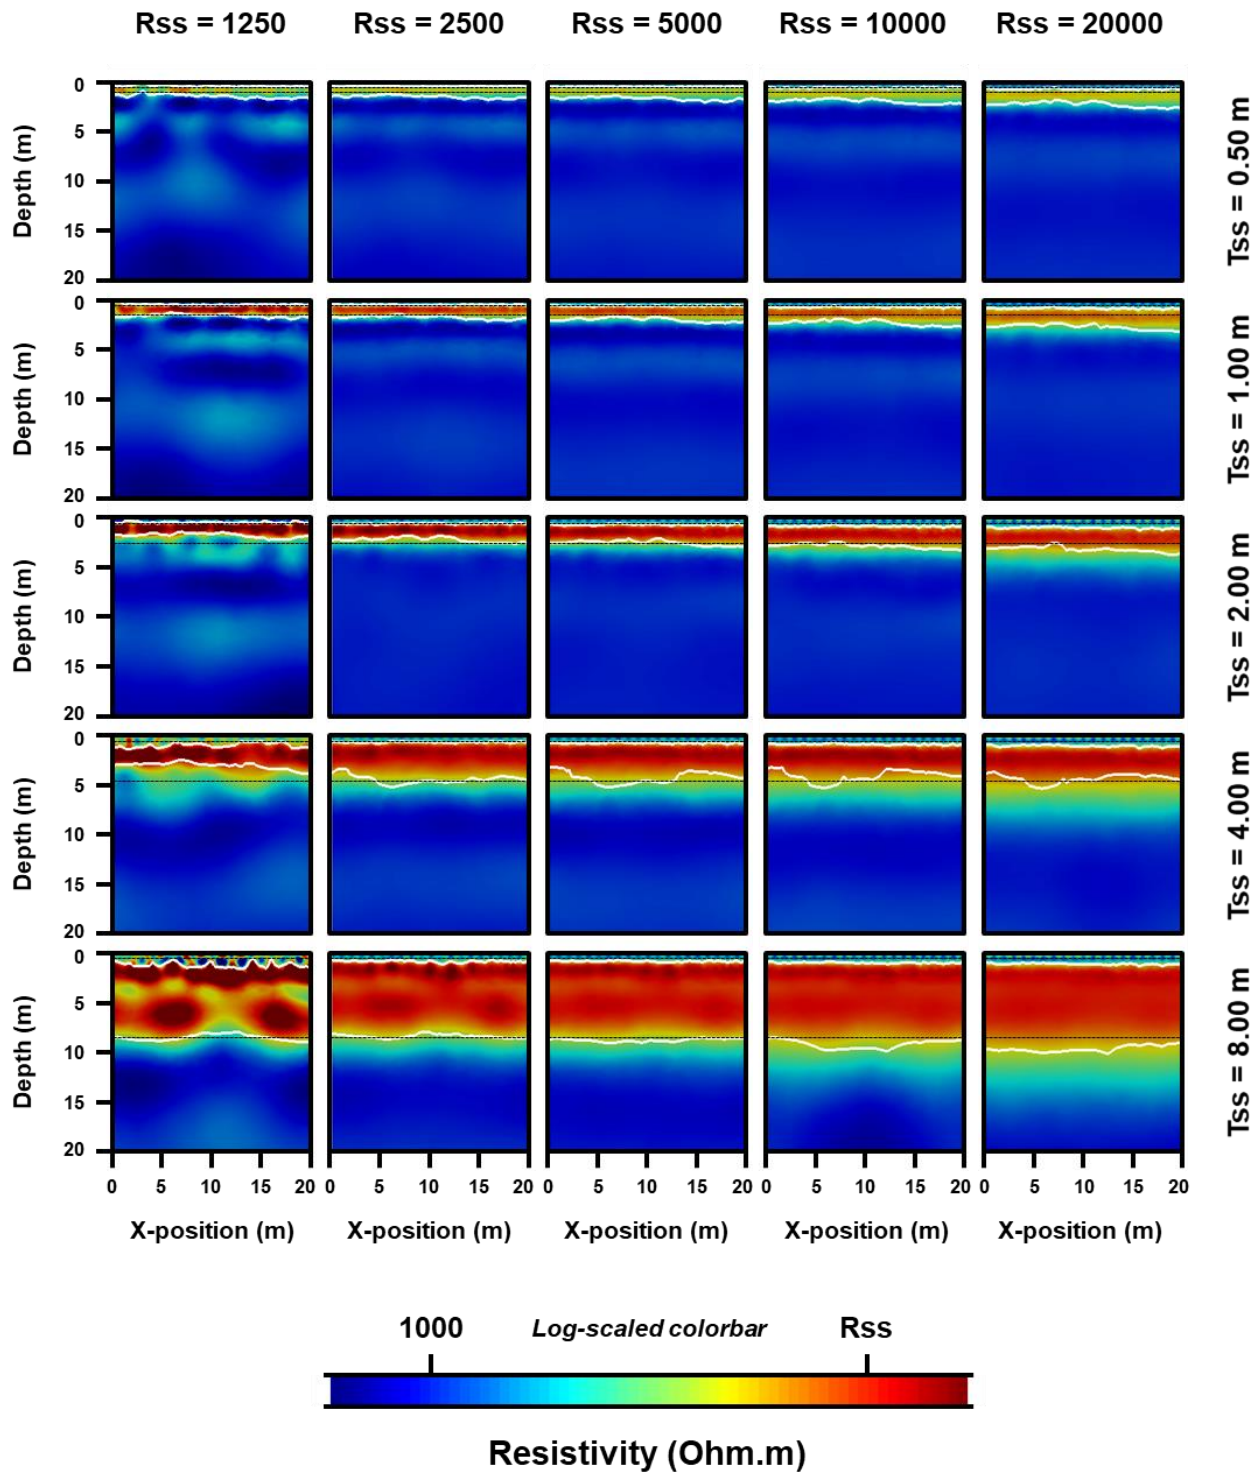 Rss = 1250 Rss = 2500 Rss = 5000 Rss = 10000 Rss = 20000
0
5
10
15
20
Depth (m)
Tss = 0.50 m
0
5
10
15
20
Depth (m)
Tss = 1.00 m
0
5
10
15
20
Depth (m)
Tss = 2.00 m
0
5
10
15
20
Depth (m)
Tss = 4.00 m
0
5
10
15
20
Depth (m)
Tss = 8.00 m
0 5 10 15 20 0 5 10 15 20 0 5 10 15 20 0 5 10 15 20 0 5 10 15 20
X-position (m) X-position (m) X-position (m) X-position (m) X-position (m)
1000 Log-scaled colorbar Rss
Resistivity (Ohm.m)